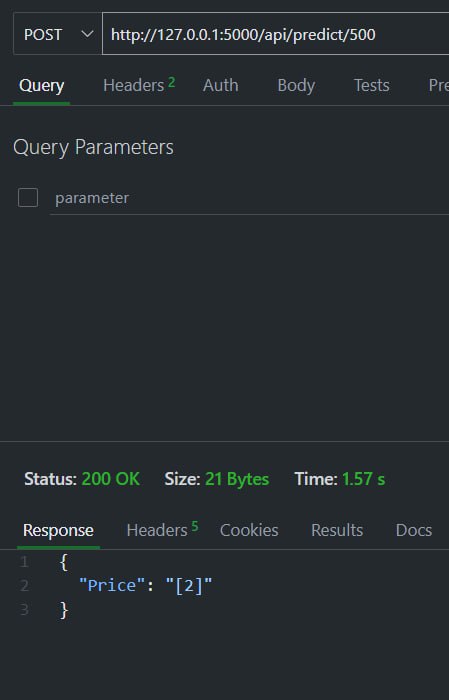 POST http://127.0.0.1:5000/api/predict/500
Query Headers 2 Auth Body Tests Pre
Query Parameters
parameter
Status: 200 OK Size: 21 Bytes Time: 1.57 s
Response Headers 5 Cookies Results Docs
1 {
2 "Price": "[2]"
3 }